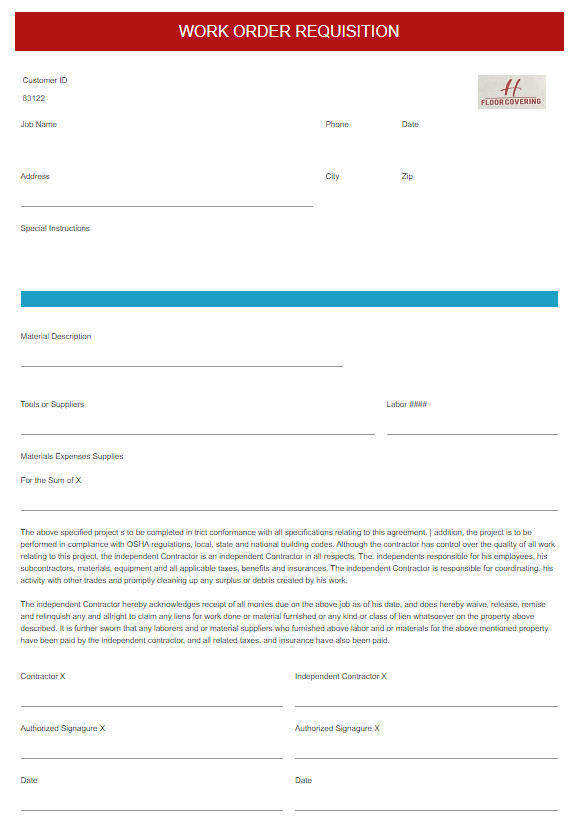 WORK ORDER REQUISITION
Customer ID
83122
H
FLOORCOVERING
Job Name Phone Date
Address City Zip
Special Instructions
Material Description
Tools or Suppliers Labor ####
Materials Expenses Supplies
For the Sum of X
The above specified project s to be completed in trict conformance with all specifications relating to this agreement. | addition, the project is to be
performed in compliance with OSHA regulations, local, state and national building codes. Although the contractor has control over the quality of all work
relating to this project, the independent Contractor is an independent Contractor in all respects. The. independents responsible for his employees, his
subcontractors, materials, equipment and all applicable taxes, benefits and insurances. The independent Contractor is responsible for coordinating. his
activity with other trades and promptly cleaning up any surplus or debris created by his work.
The independent Contractor hereby acknowledges receipt of all monies due on the above job as of his date, and does hereby waive, release, remise
and relinquish any and allright to claim any liens for work done or material furnished or any kind or class of lien whatsoever on the property above
described. It is further sworn that any laborers and or material suppliers who furnished above labor and or materials for the above mentioned property
have been paid by the independent contractor, and all related taxes. and insurance have also been paid.
Contractor X Independent Contractor X
Authorized Signagure X Authorized Signagure X
Date Date